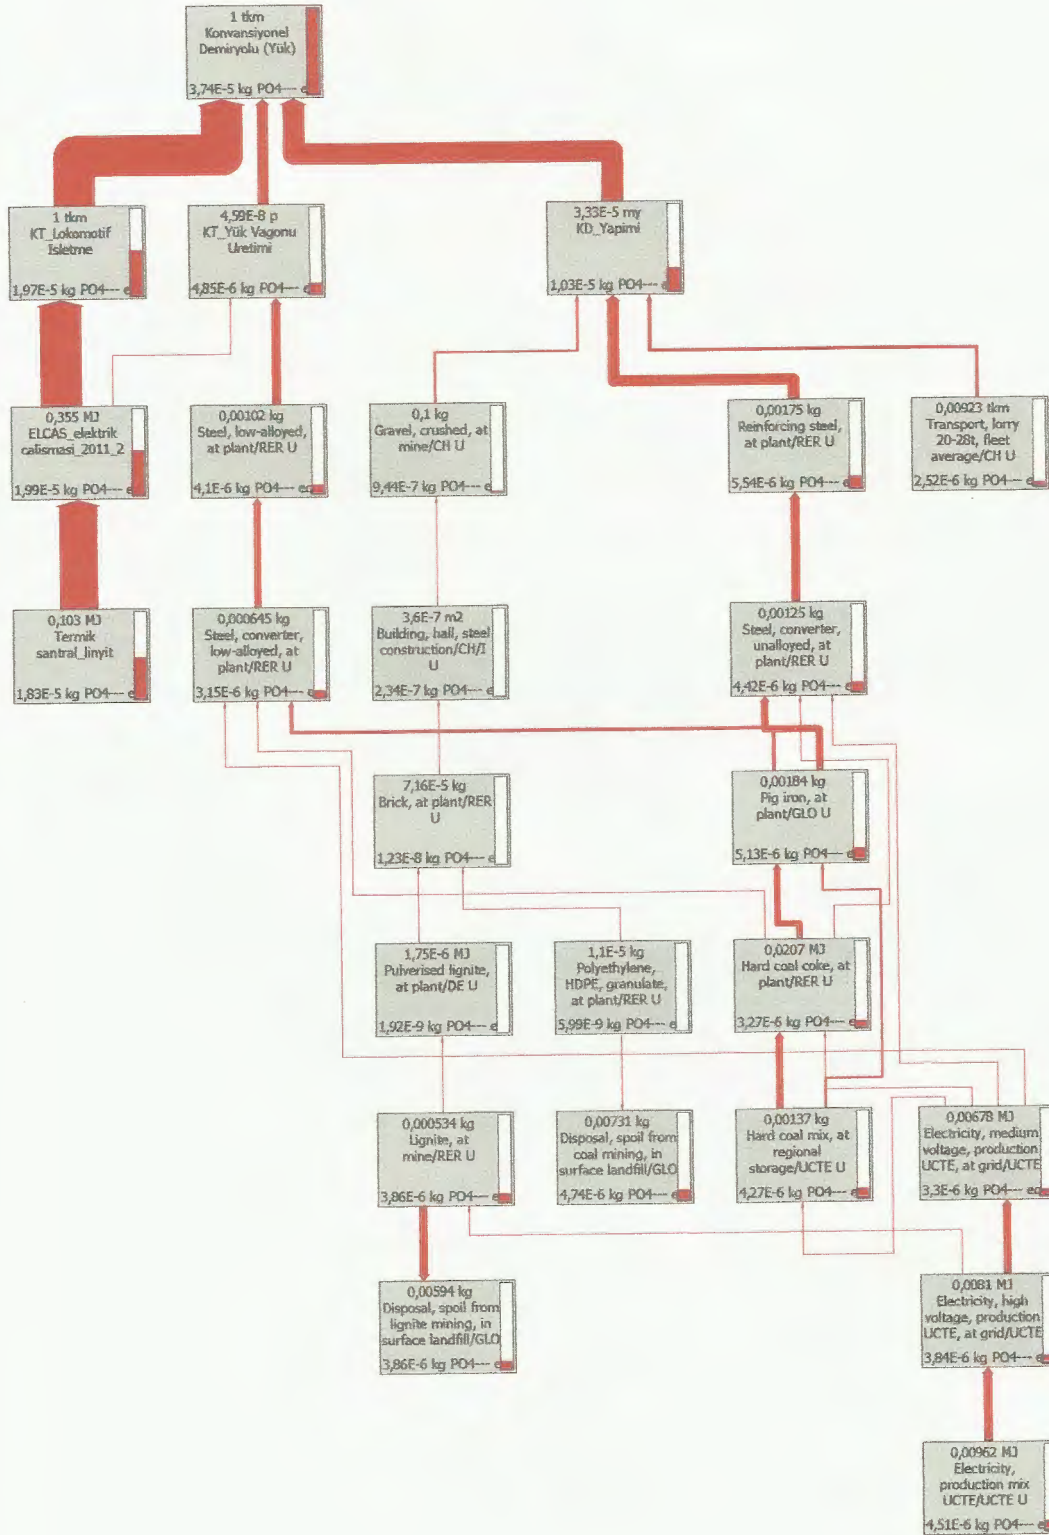 1 tkm
Konvansiyonel
Demiryolu (Yük)
3,74E-5 kg PO4--- e
1 tkm
KT_Lokomotif
Isletme
1,97E-5 kg PO4--- e
4,59E-8 p
KT_Yük Vagonu
Uretimi
4,85E-6 kg PO4--- e
3,33E-5 my
KD_Yapimi
1,03E-5 kg PO4--- e
0,355 MJ
ELCAS_elektrik
calismasi_2011_2
1,99E-5 kg PO4--- e
0,00102 kg
Steel, low-alloyed,
at plant/RER U
4,1E-6 kg PO4--- eq
0,1 kg
Gravel, crushed, at
mine/CH U
9,44E-7 kg PO4--- e
0,00175 kg
Reinforcing steel,
at plant/RER U
5,54E-6 kg PO4--- e
0,00923 tkm
Transport, lorry
20-28t, fleet
average/CH U
2,52E-6 kg PO4--- e
0,103 MJ
Termik
santral_linyit
1,83E-5 kg PO4--- e
0,000645 kg
Steel, converter,
low-alloyed, at
plant/RER U
3,15E-6 kg PO4--- e
3,6E-7 m2
Building, hall, steel
construction/CH/I
U
2,34E-7 kg PO4--- e
0,00125 kg
Steel, converter,
unalloyed, at
plant/RER U
4,42E-6 kg PO4--- e
7,16E-5 kg
Brick, at plant/RER
U
1,23E-8 kg PO4--- e
0,00184 kg
Pig iron, at
plant/GLO U
5,13E-6 kg PO4--- e
1,75E-6 MJ
Pulverised lignite,
at plant/DE U
1,92E-9 kg PO4--- e
1,1E-5 kg
Polyethylene,
HDPE, granulate,
at plant/RER U
5,99E-9 kg PO4--- e
0,0207 MJ
Hard coal coke, at
plant/RER U
3,27E-6 kg PO4--- e
0,000534 kg
Lignite, at
mine/RER U
3,86E-6 kg PO4--- e
0,00731 kg
Disposal, spoil from
coal mining, in
surface landfill/GLO
4,74E-6 kg PO4--- e
0,00137 kg
Hard coal mix, at
regional
storage/UCTE U
4,27E-6 kg PO4--- e
0,00678 MJ
Electricity, medium
voltage, production
UCTE, at grid/UCTE
3,3E-6 kg PO4--- eq
0,00594 kg
Disposal, spoil from
lignite mining, in
surface landfill/GLO
3,86E-6 kg PO4--- e
0,0081 MJ
Electricity, high
voltage, production
UCTE, at grid/UCTE
3,84E-6 kg PO4--- e
0,00962 MJ
Electricity,
production mix
UCTE/UCTE U
4,51E-6 kg PO4--- e